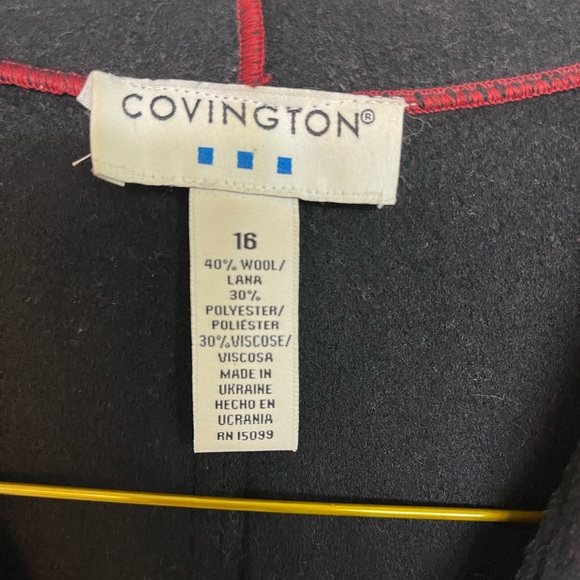 COVINGTON®
16
40% WOOL/
LANA
30%
POLYESTER/
POLIÉSTER
30% VISCOSE/
VISCOSA
MADE IN
UKRAINE
HECHO EN
UCRANIA
RN 15099